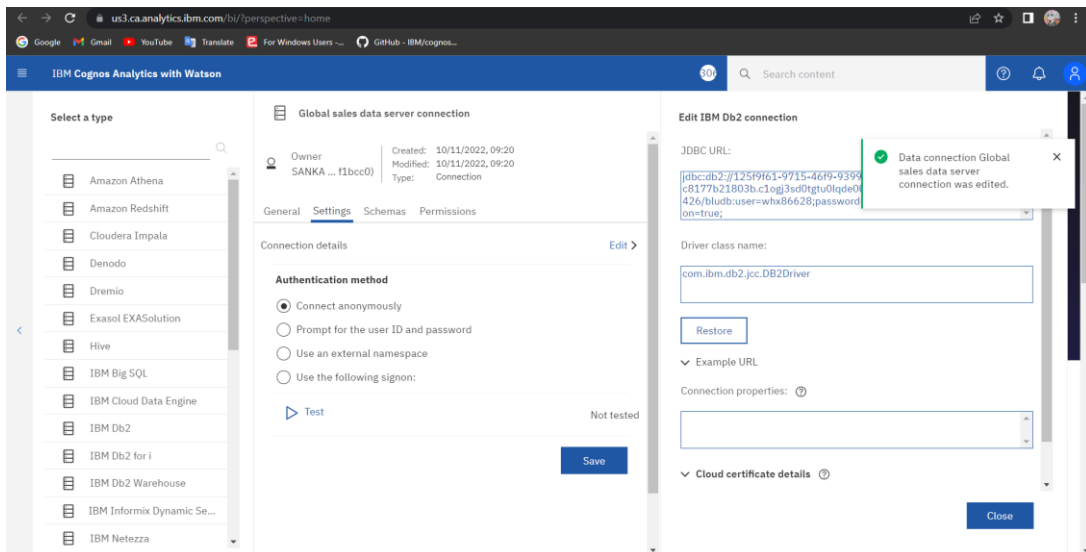 us3.ca.analytics.ibm.com/bi/?perspective=home
Google Gmail YouTube Translate For Windows Users -... GitHub - IBM/cognos...
IBM Cognos Analytics with Watson
Search content
Select a type
Amazon Athena
Amazon Redshift
Cloudera Impala
Denodo
Dremio
Exasol EXASolution
Hive
IBM Big SQL
IBM Cloud Data Engine
IBM Db2
IBM Db2 for i
IBM Db2 Warehouse
IBM Informix Dynamic Se...
IBM Netezza
Global sales data server connection
Owner
SANKA ... f1bcc0)
Created: 10/11/2022, 09:20
Modified: 10/11/2022, 09:20
Type: Connection
General Settings Schemas Permissions
Connection details Edit
Authentication method
Connect anonymously
Prompt for the user ID and password
Use an external namespace
Use the following signon:
Test Not tested
Save
Edit IBM Db2 connection
JDBC URL:
jdbc:db2://125f9f61-9715-46f9-9399
c8177b21803b.c1ogj3sd0tgtu0lqde0
426/bludb:user=whx86628;password
on=true;
Data connection Global
sales data server
connection was edited.
Driver class name:
com.ibm.db2.jcc.DB2Driver
Restore
Example URL
Connection properties:
Cloud certificate details
Close